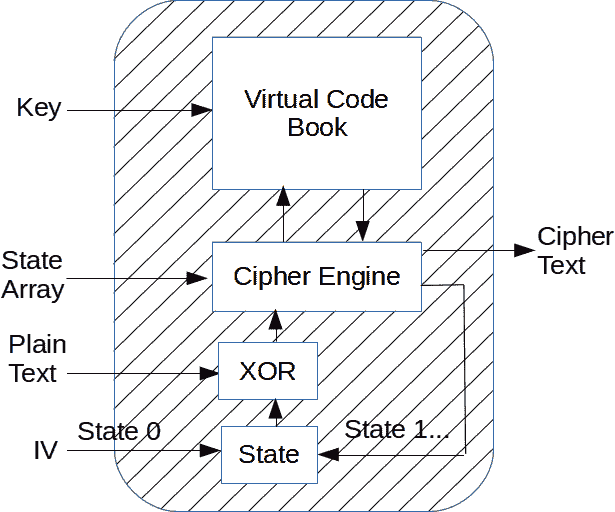 Virtual Code
Book
Key
Cipher
Text
State
Array
Cipher Engine
Plain
Text
XOR
State 0
State 1...
IV
State